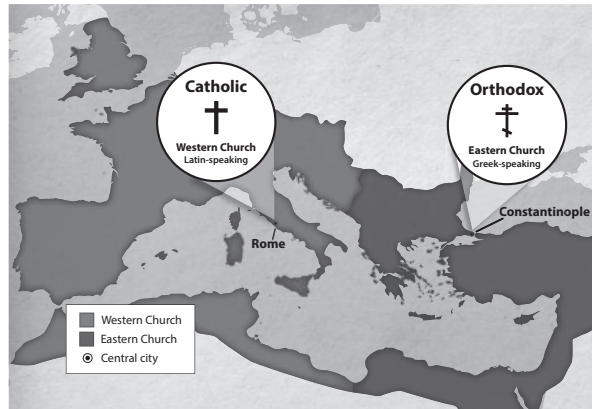 Catholic
Western Church
Latin-speaking
Orthodox
Eastern Church
Greek-speaking
Constantinople
Rome
Western Church
Eastern Church
Central city